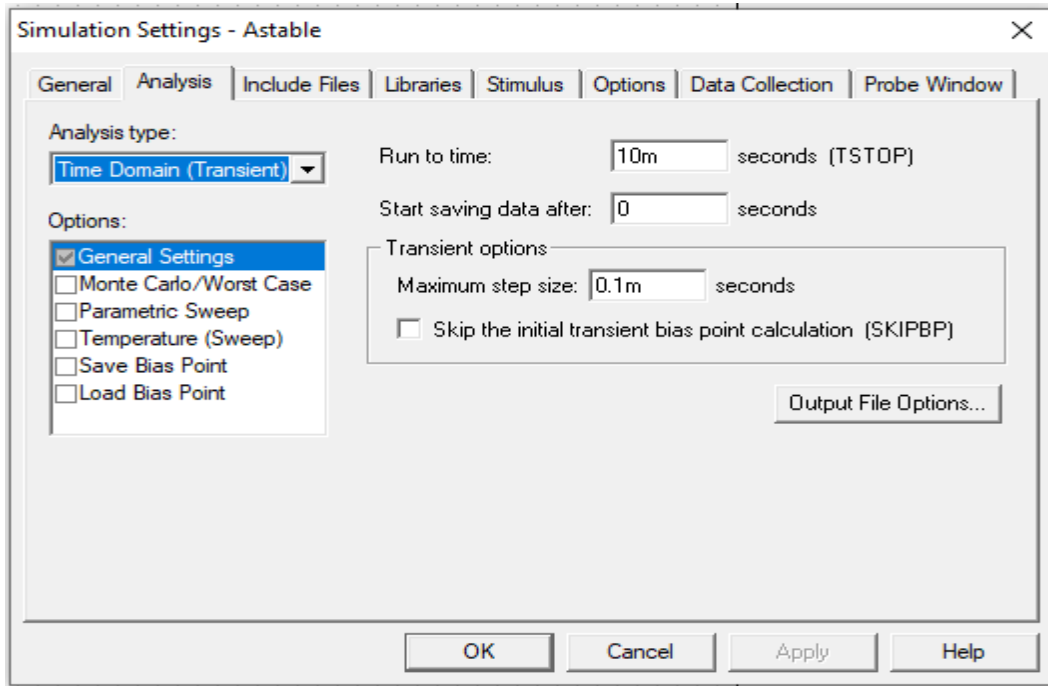 Simulation Settings - Astable
General Analysis Include Files Libraries Stimulus Options Data Collection Probe Window
Analysis type:
Time Domain (Transient)
Options:
General Settings
Monte Carlo/Worst Case
Parametric Sweep
Temperature (Sweep)
Save Bias Point
Load Bias Point
Run to time: 10m seconds (TSTOP)
Start saving data after: 0 seconds
Transient options
Maximum step size: 0.1m seconds
Skip the initial transient bias point calculation (SKIPBP)
Output File Options...
OK Cancel Apply Help